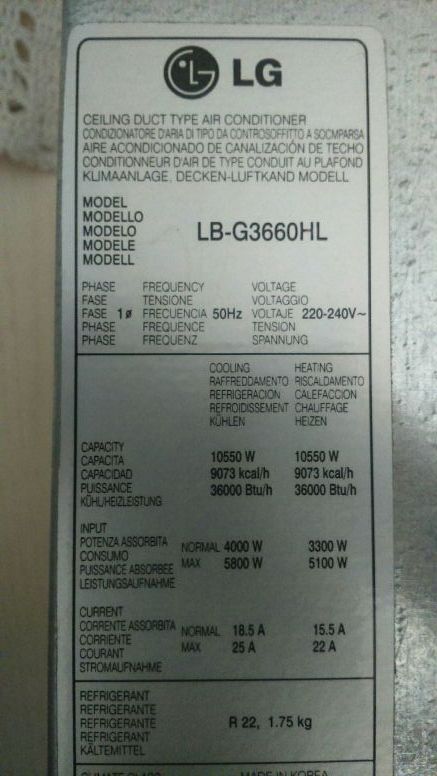 LG
CEILING DUCT TYPE AIR CONDITIONER
CONDIZIONATORE D'ARIA DI TIPO DA CONTROSOFFITTO A SCOMPARSA
AIRE ACONDICIONADO DE CANALIZACIÓN DE TECHO
CONDITIONNEUR D'AIR DE TYPE CONDUIT AU PLAFOND
KLIMAANLAGE, DECKEN-LUFTKAND MODELL
MODEL
MODELLO
MODELO LB-G3660HL
MODELE
MODELL
PHASE FREQUENCY VOLTAGE
FASE TENSIONE VOLTAGGIO
FASE 1ø FRECUENCIA 50Hz VOLTAJE 220-240V~
PHASE FREQUENCE TENSION
PHASE FREQUENZ SPANNUNG
COOLING HEATING
RAFFREDDAMENTO RISCALDAMENTO
REFRIGERACION CALEFACCION
REFROIDISSEMENT CHAUFFAGE
KÜHLEN HEIZEN
CAPACITY
CAPACITA 10550 W 10550 W
CAPACIDAD 9073 kcal/h 9073 kcal/h
PUISSANCE 36000 Btu/h 36000 Btu/h
KÜHL/HEIZLEISTUNG
INPUT
POTENZA ASSORBITA NORMAL 4000 W 3300 W
CONSUMO
PUISSANCE ABSORBEE MAX 5800 W 5100 W
LEISTUNGSAUFNAHME
CURRENT
CORRENTE ASSORBITA NORMAL 18.5 A 15.5 A
CORRIENTE
COURANT MAX 25 A 22 A
STROMAUFNAHME
REFRIGERANT
REFRIGERANTE
REFRIGERANTE R 22, 1.75 kg
REFRIGERANT
KÄLTEMITTEL
MADE IN KOREA